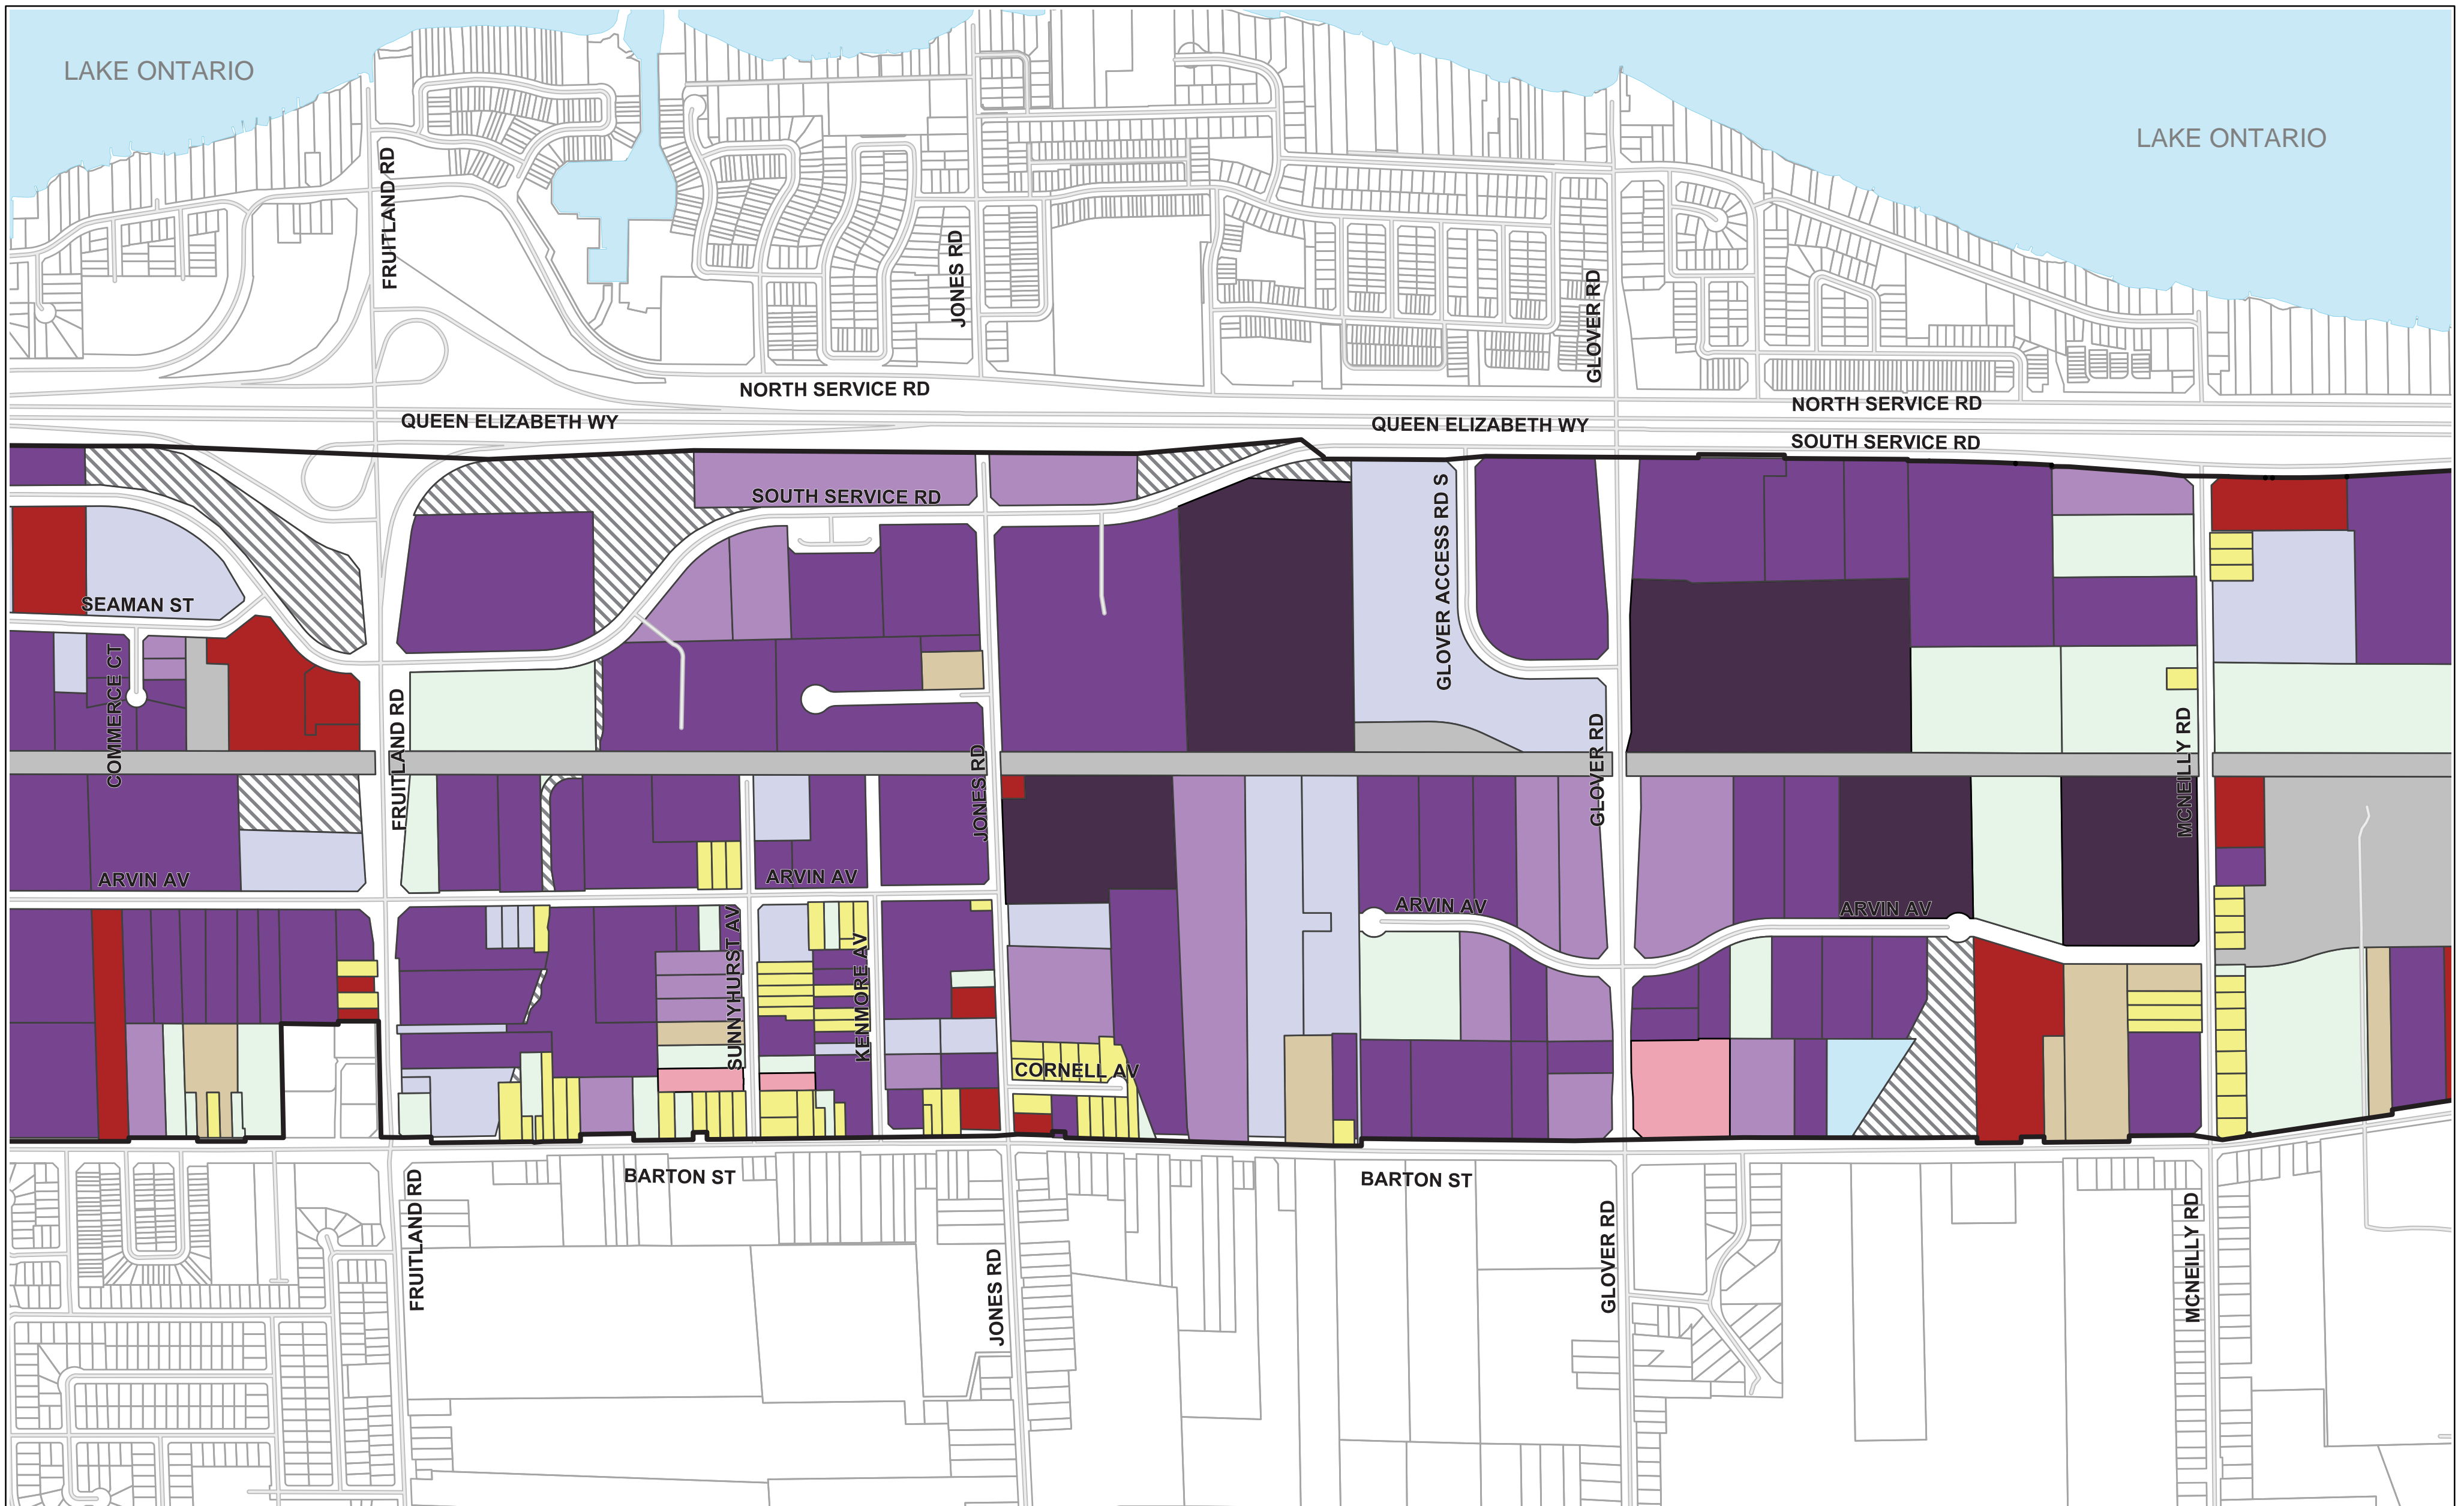 LAKE ONTARIO
LAKE ONTARIO
FRUITLAND RD
JONES RD
GLOVER RD
NORTH SERVICE RD
NORTH SERVICE RD
QUEEN ELIZABETH WY
QUEEN ELIZABETH WY
SOUTH SERVICE RD
SOUTH SERVICE RD
GLOVER ACCESS RD S
SEAMAN ST
COMMERCE CT
FRUITLAND RD
JONES RD
GLOVER RD
MCNEILLY RD
ARVIN AV
ARVIN AV
ARVIN AV
ARVIN AV
SUNNYHURST AV
KENMORE AV
CORNELL AV
BARTON ST
BARTON ST
FRUITLAND RD
JONES RD
GLOVER RD
MCNEILLY RD